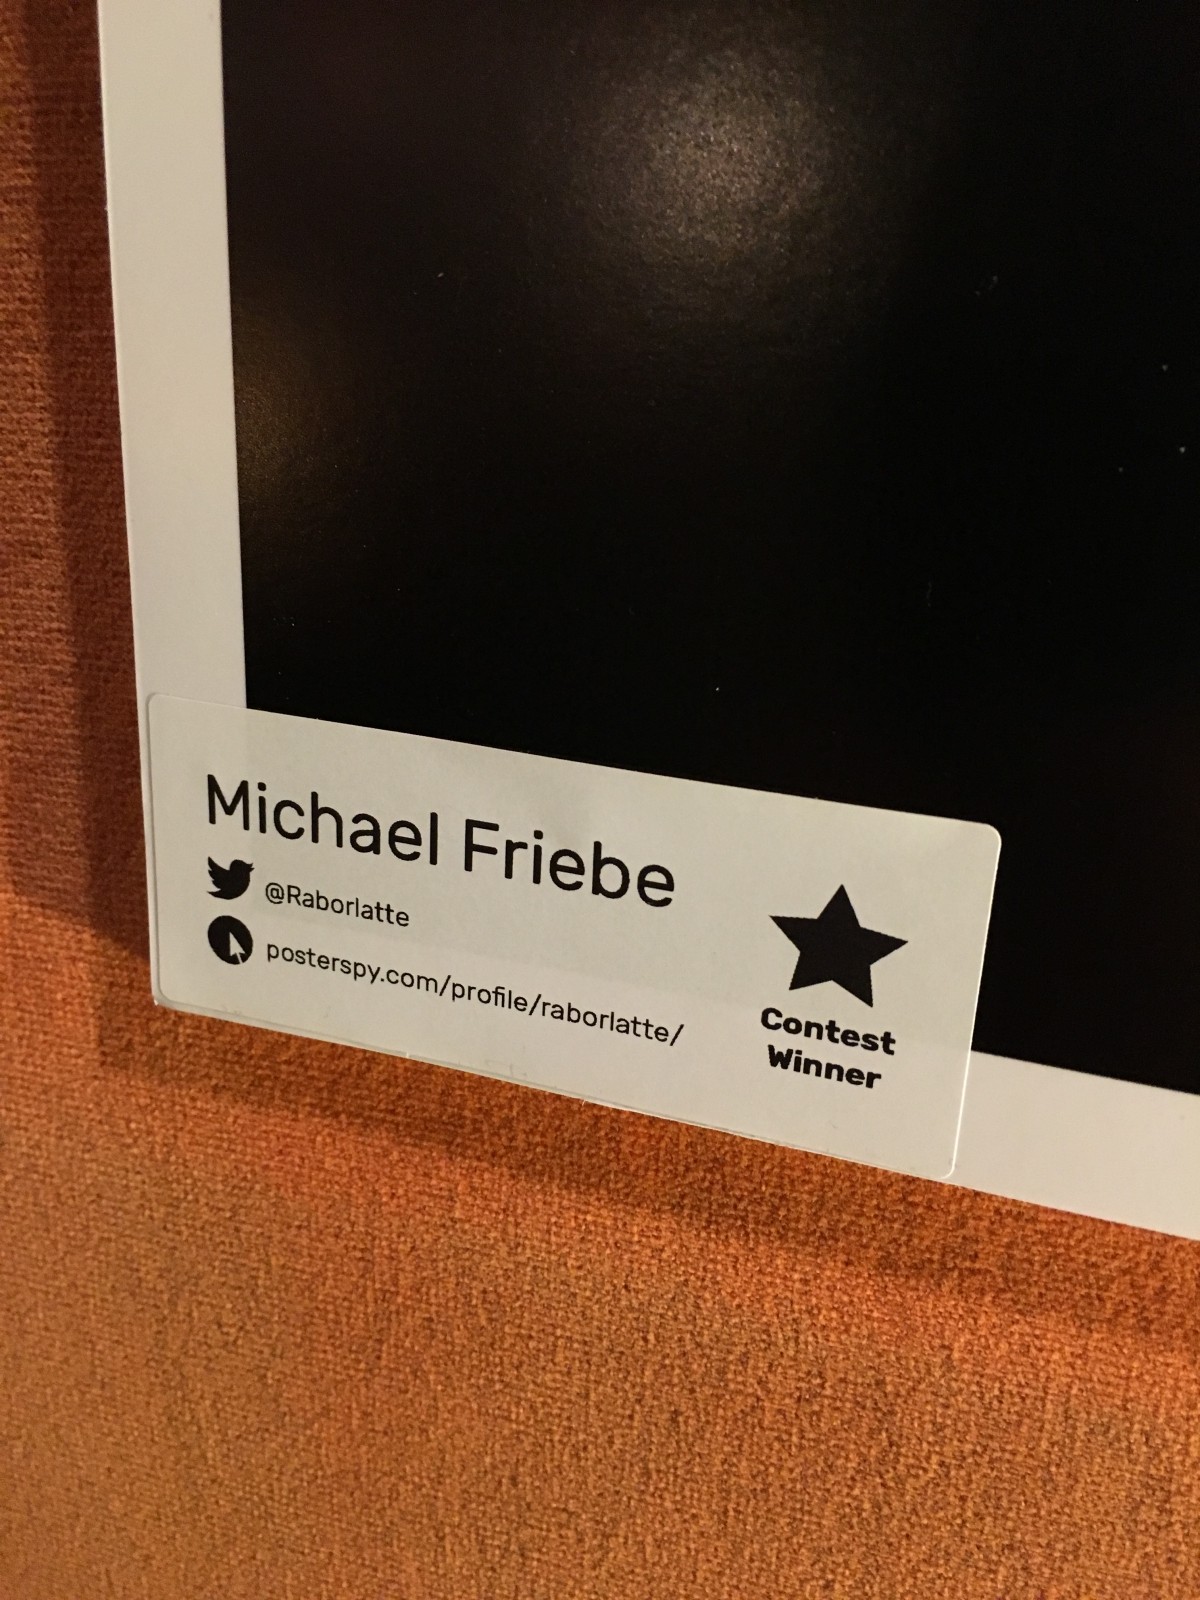 Michael Friebe
@Raborlatte
posterspy.com/profile/raborlatte/
Contest
Winner